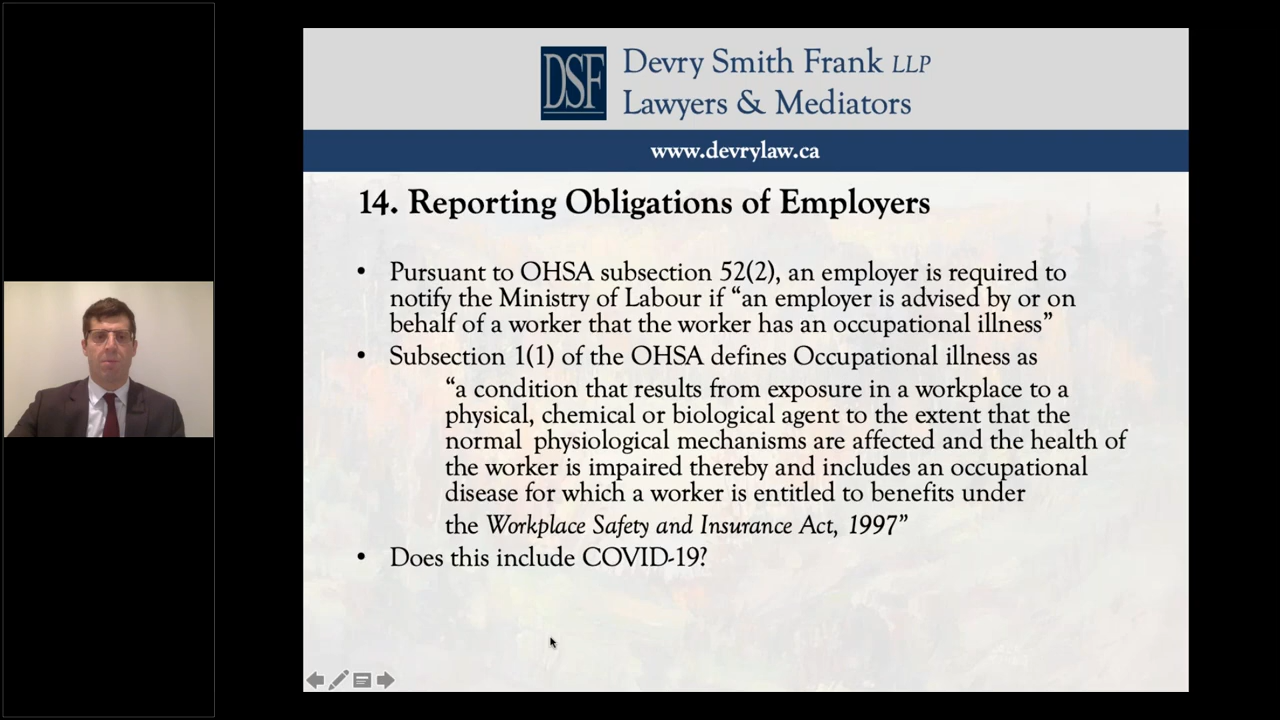 DSF
Devry Smith Frank LLP
Lawyers & Mediators
www.devrylaw.ca
14. Reporting Obligations of Employers
• Pursuant to OHSA subsection 52(2), an employer is required to
notify the Ministry of Labour if “an employer is advised by or on
behalf of a worker that the worker has an occupational illness”
• Subsection 1(1) of the OHSA defines Occupational illness as
“a condition that results from exposure in a workplace to a
physical, chemical or biological agent to the extent that the
normal physiological mechanisms are affected and the health of
the worker is impaired thereby and includes an occupational
disease for which a worker is entitled to benefits under
the Workplace Safety and Insurance Act, 1997”
• Does this include COVID-19?